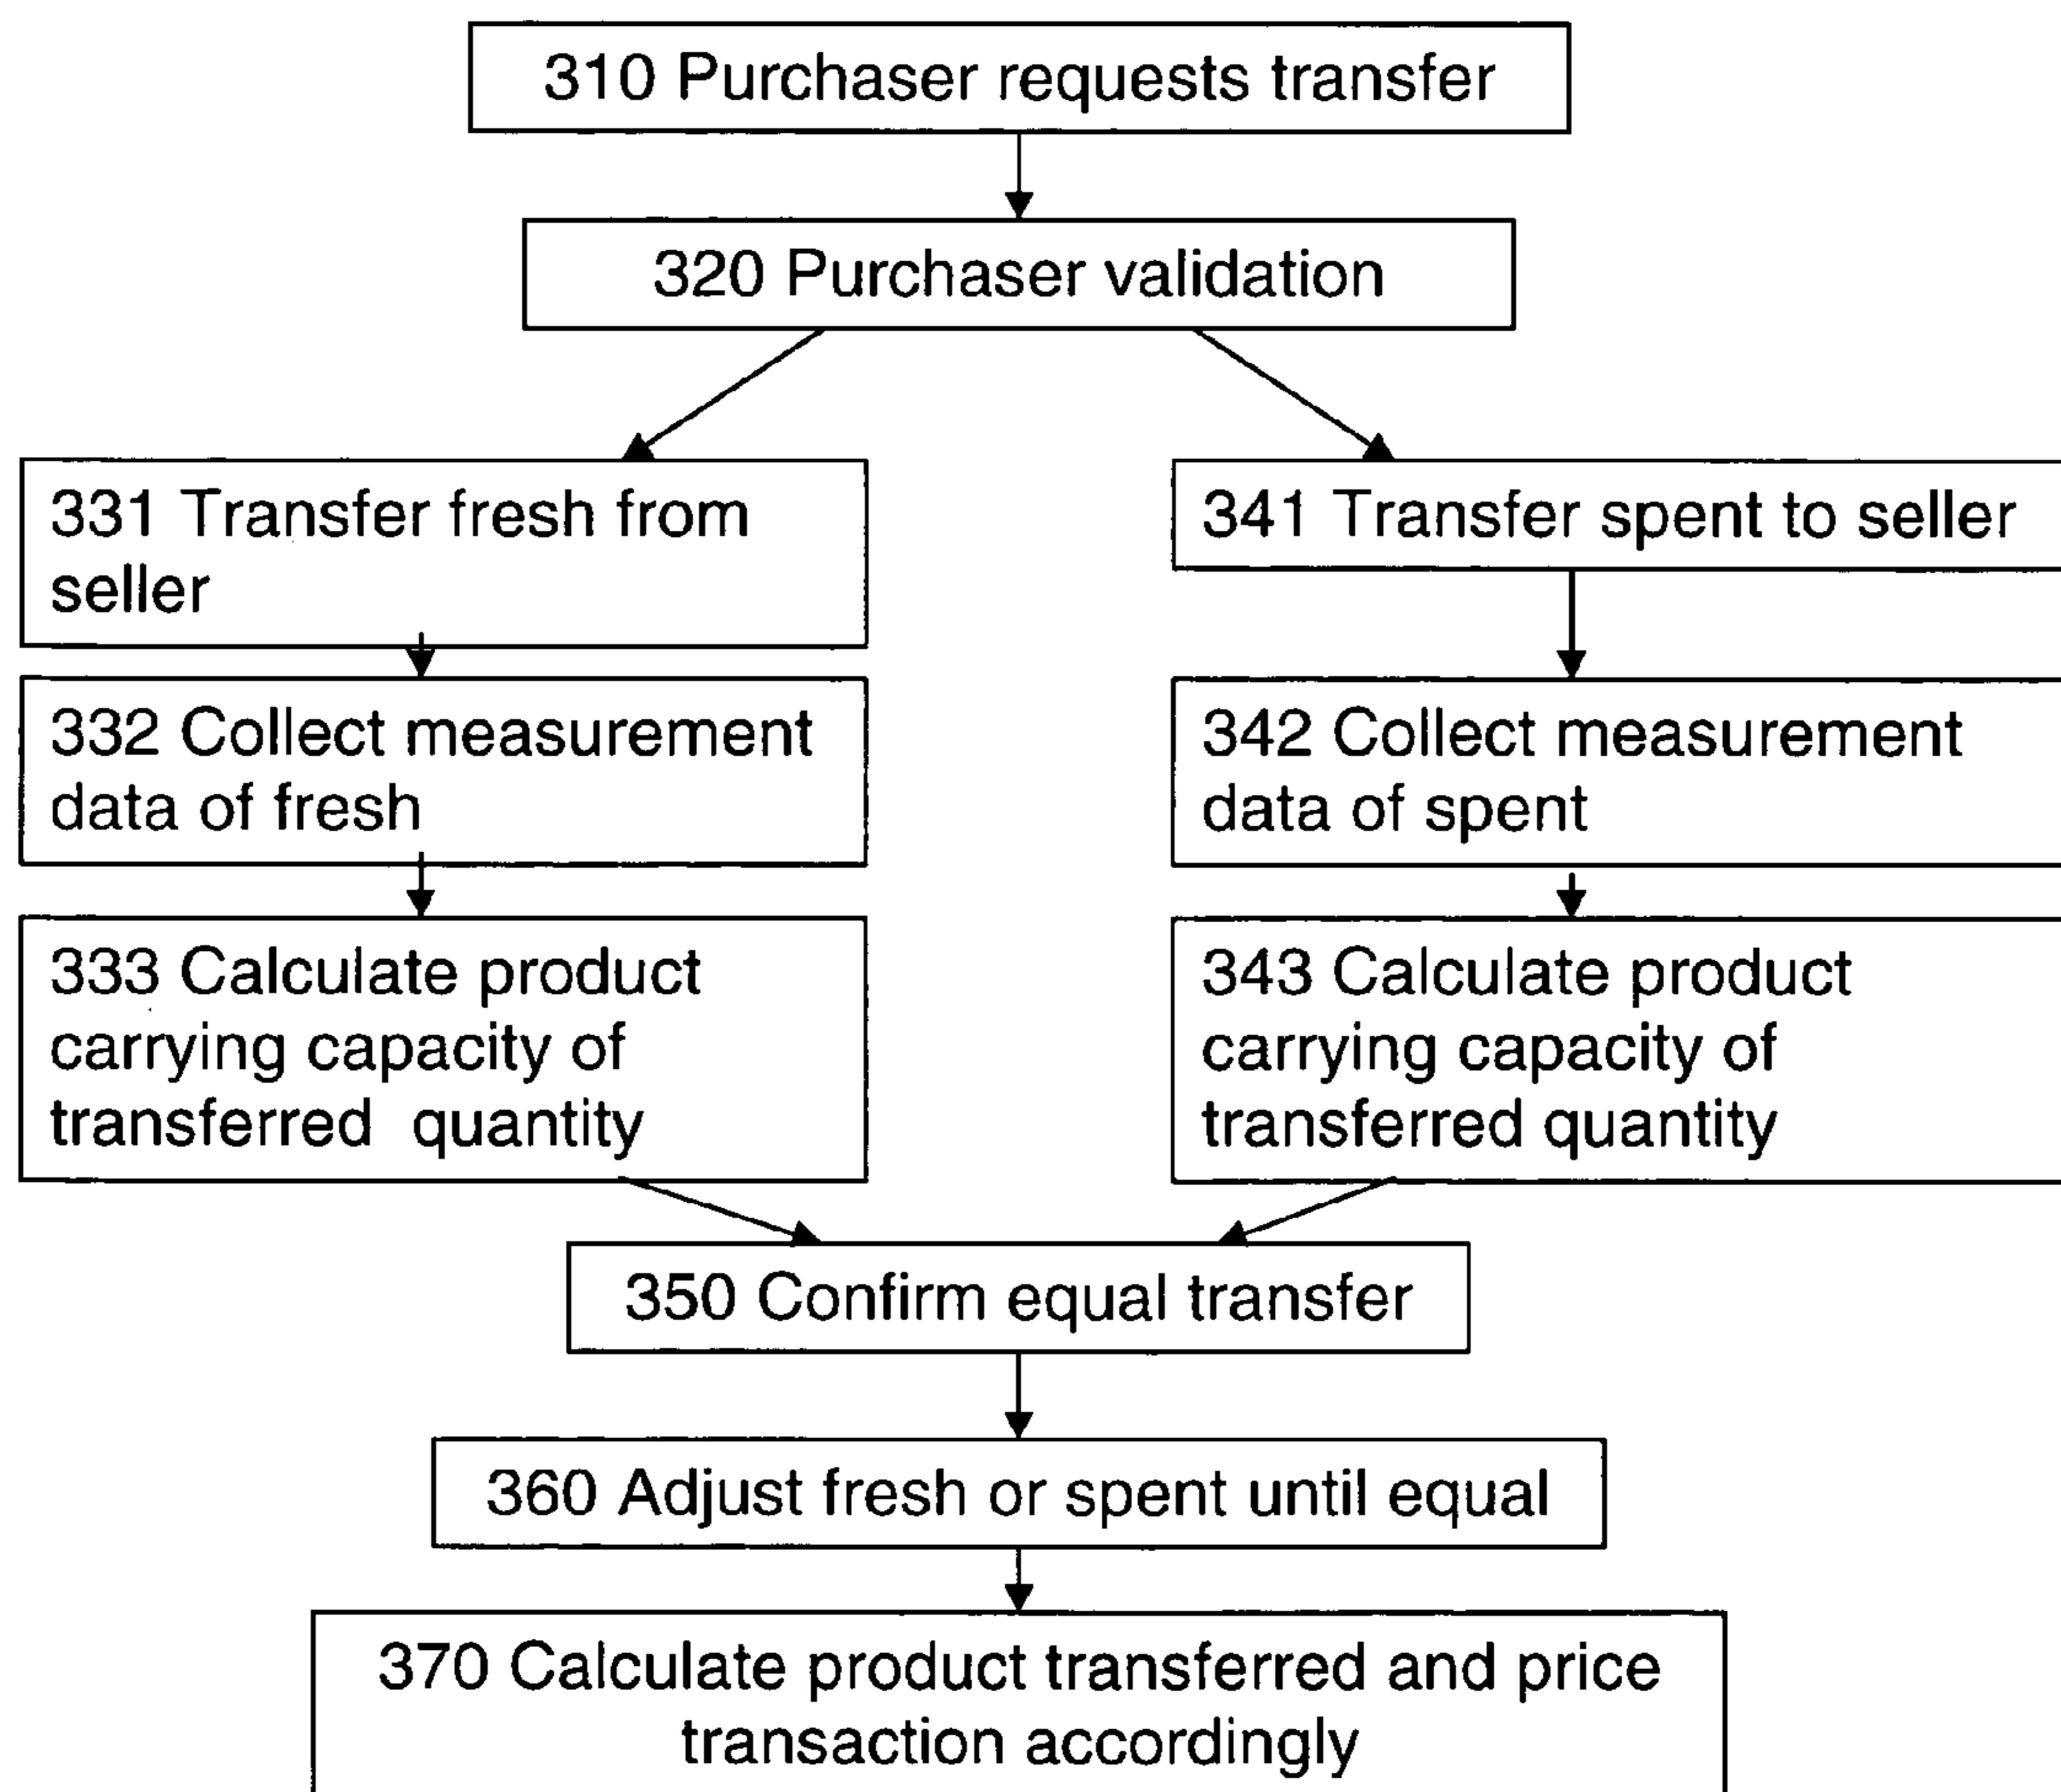 310 Purchaser requests transfer
320 Purchaser validation
331 Transfer fresh from
seller
341 Transfer spent to seller
332 Collect measurement
data of fresh
342 Collect measurement
data of spent
333 Calculate product
carrying capacity of
transferred quantity
343 Calculate product
carrying capacity of
transferred quantity
350 Confirm equal transfer
360 Adjust fresh or spent until equal
370 Calculate product transferred and price
transaction accordingly